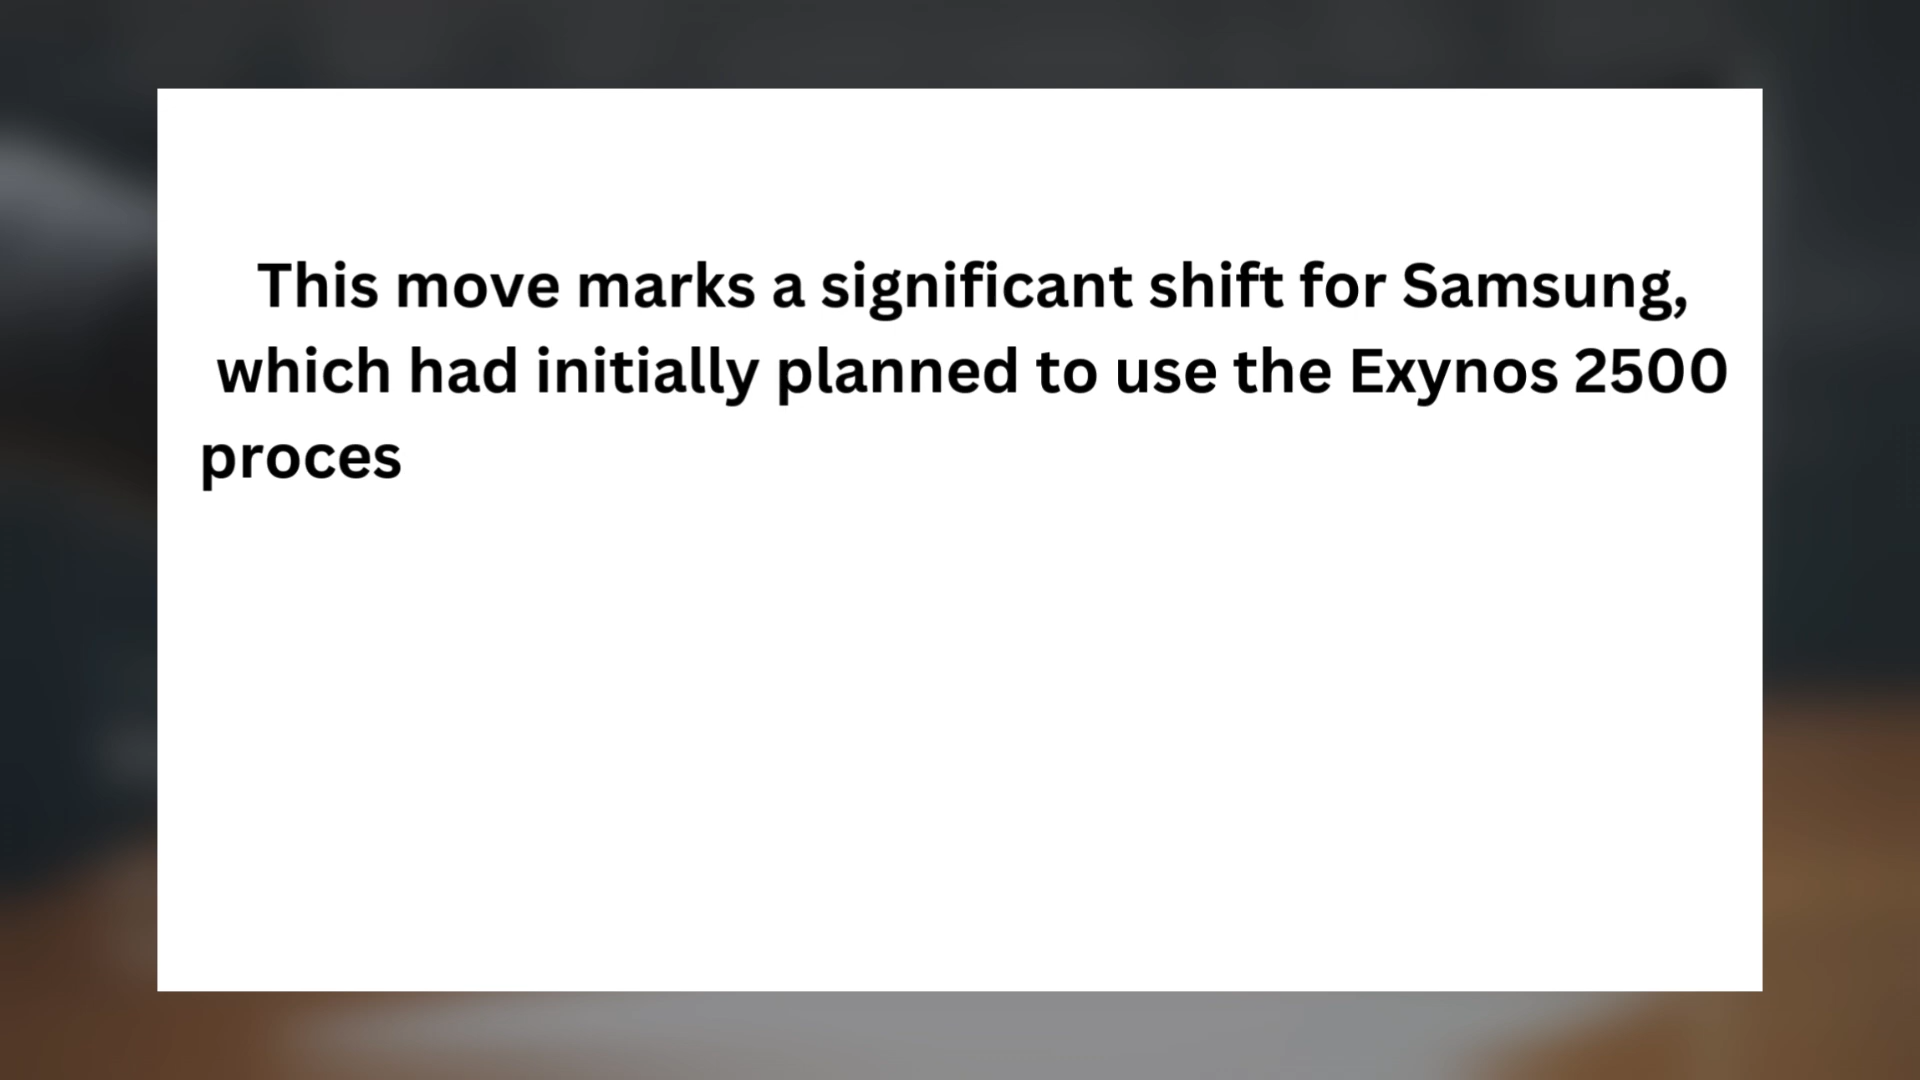 This move marks a significant shift for Samsung,
which had initially planned to use the Exynos 2500
proces